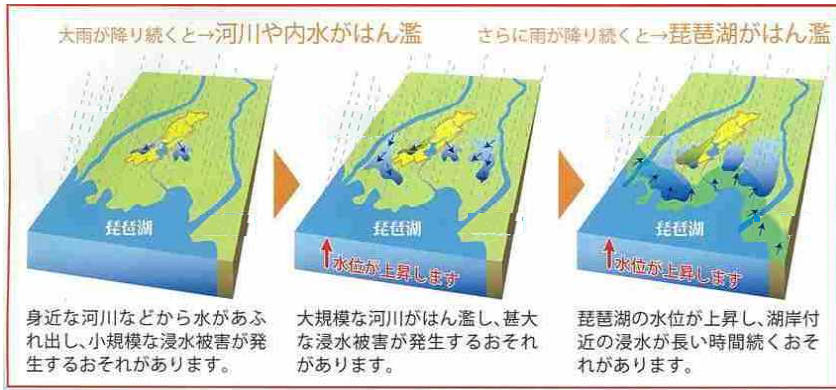 大雨が降り続くと→河川や内水がはん濫
さらに雨が降り続くと→琵琶湖がはん濫
琵琶湖
琵琶湖
水位が上昇します
琵琶湖
水位が上昇します
身近な河川などから水があふ
れ出し、小規模な浸水被害が発
生するおそれがあります。
大規模な河川がはん濫し、甚大
な浸水被害が発生するおそれ
があります。
琵琶湖の水位が上昇し、湖岸付
近の浸水が長い時間続くおそ
れがあります。